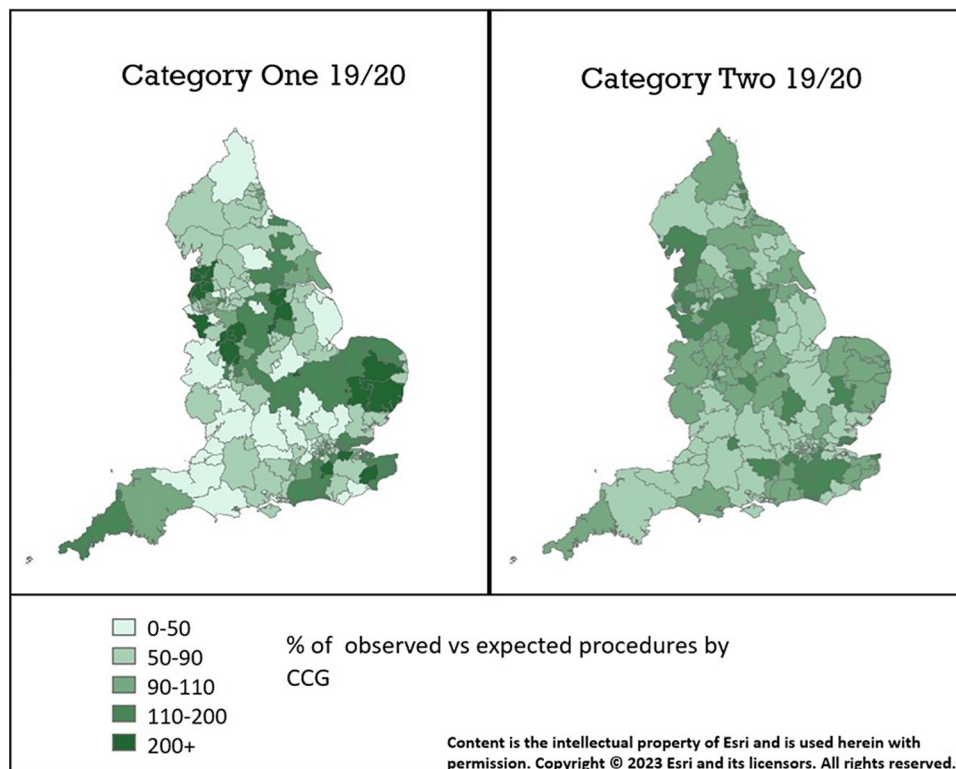 Category One 19/20
Category Two 19/20
0-50
50-90
90-110
110-200
200+
% of  observed vs expected procedures by
CCG
Content is the intellectual property of Esri and is used herein with
permission. Copyright © 2023 Esri and its licensors. All rights reserved.